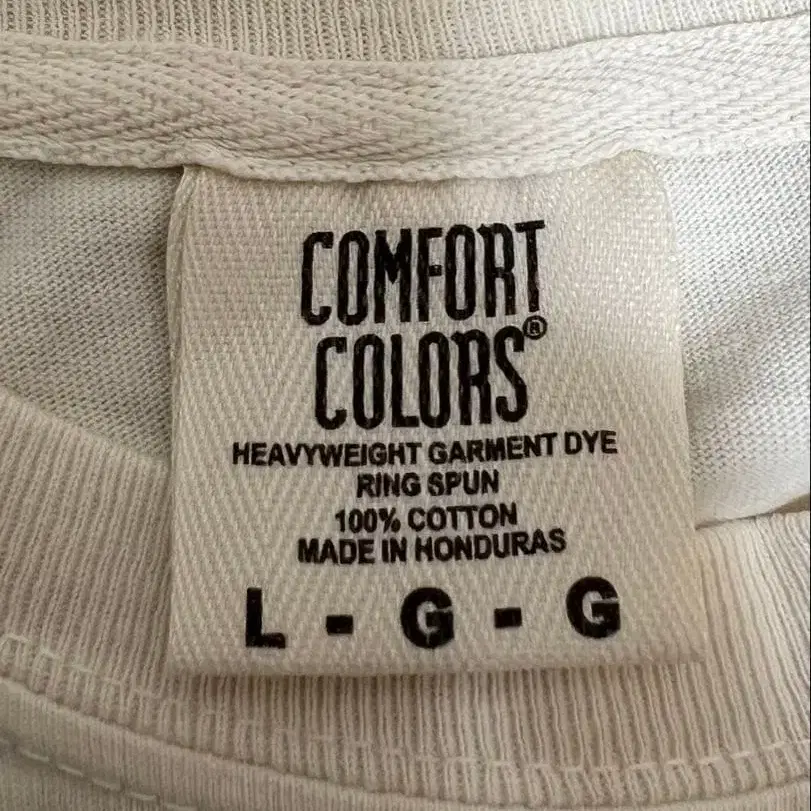 COMFORT
COLORS®
HEAVYWEIGHT GARMENT DYE
RING SPUN
100% COTTON
MADE IN HONDURAS
L - G - G